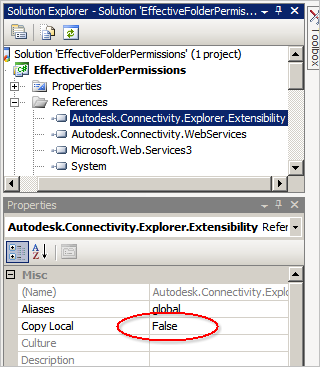 Solution Explorer - Solution 'EffectiveFolderPermis...
Toolbox
Solution 'EffectiveFolderPermissions' (1 project)
EffectiveFolderPermissions
Properties
References
Autodesk.Connectivity.Explorer.Extensibility
Autodesk.Connectivity.WebServices
Microsoft.Web.Services3
System
Properties
Autodesk.Connectivity.Explorer.Extensibility Refer
Misc
(Name) Autodesk.Connectivity.Explo
Aliases global
Copy Local False
Culture
Description